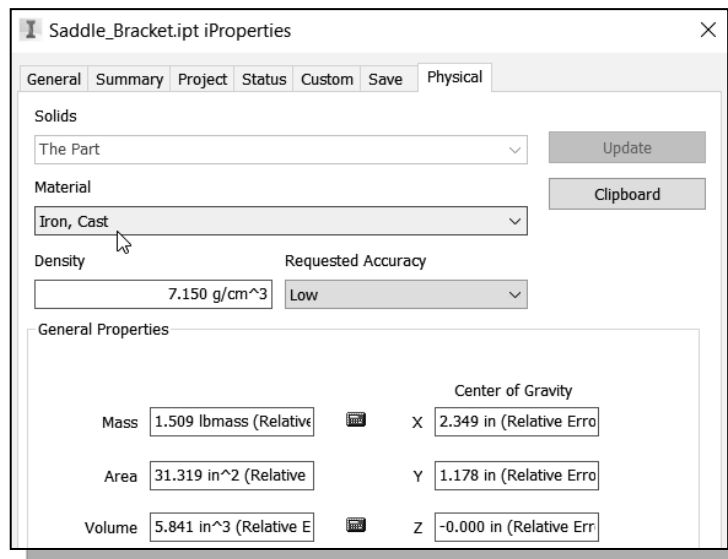 Saddle_Bracket.ipt iProperties
General Summary Project Status Custom Save Physical
Solids
The Part
Update
Material
Clipboard
Iron, Cast
Density Requested Accuracy
7.150 g/cm^3 Low
General Properties
Center of Gravity
Mass 1.509 lbmass (Relative X 2.349 in (Relative Erro
Area 31.319 in^2 (Relative Y 1.178 in (Relative Erro
Volume 5.841 in^3 (Relative E Z -0.000 in (Relative Err